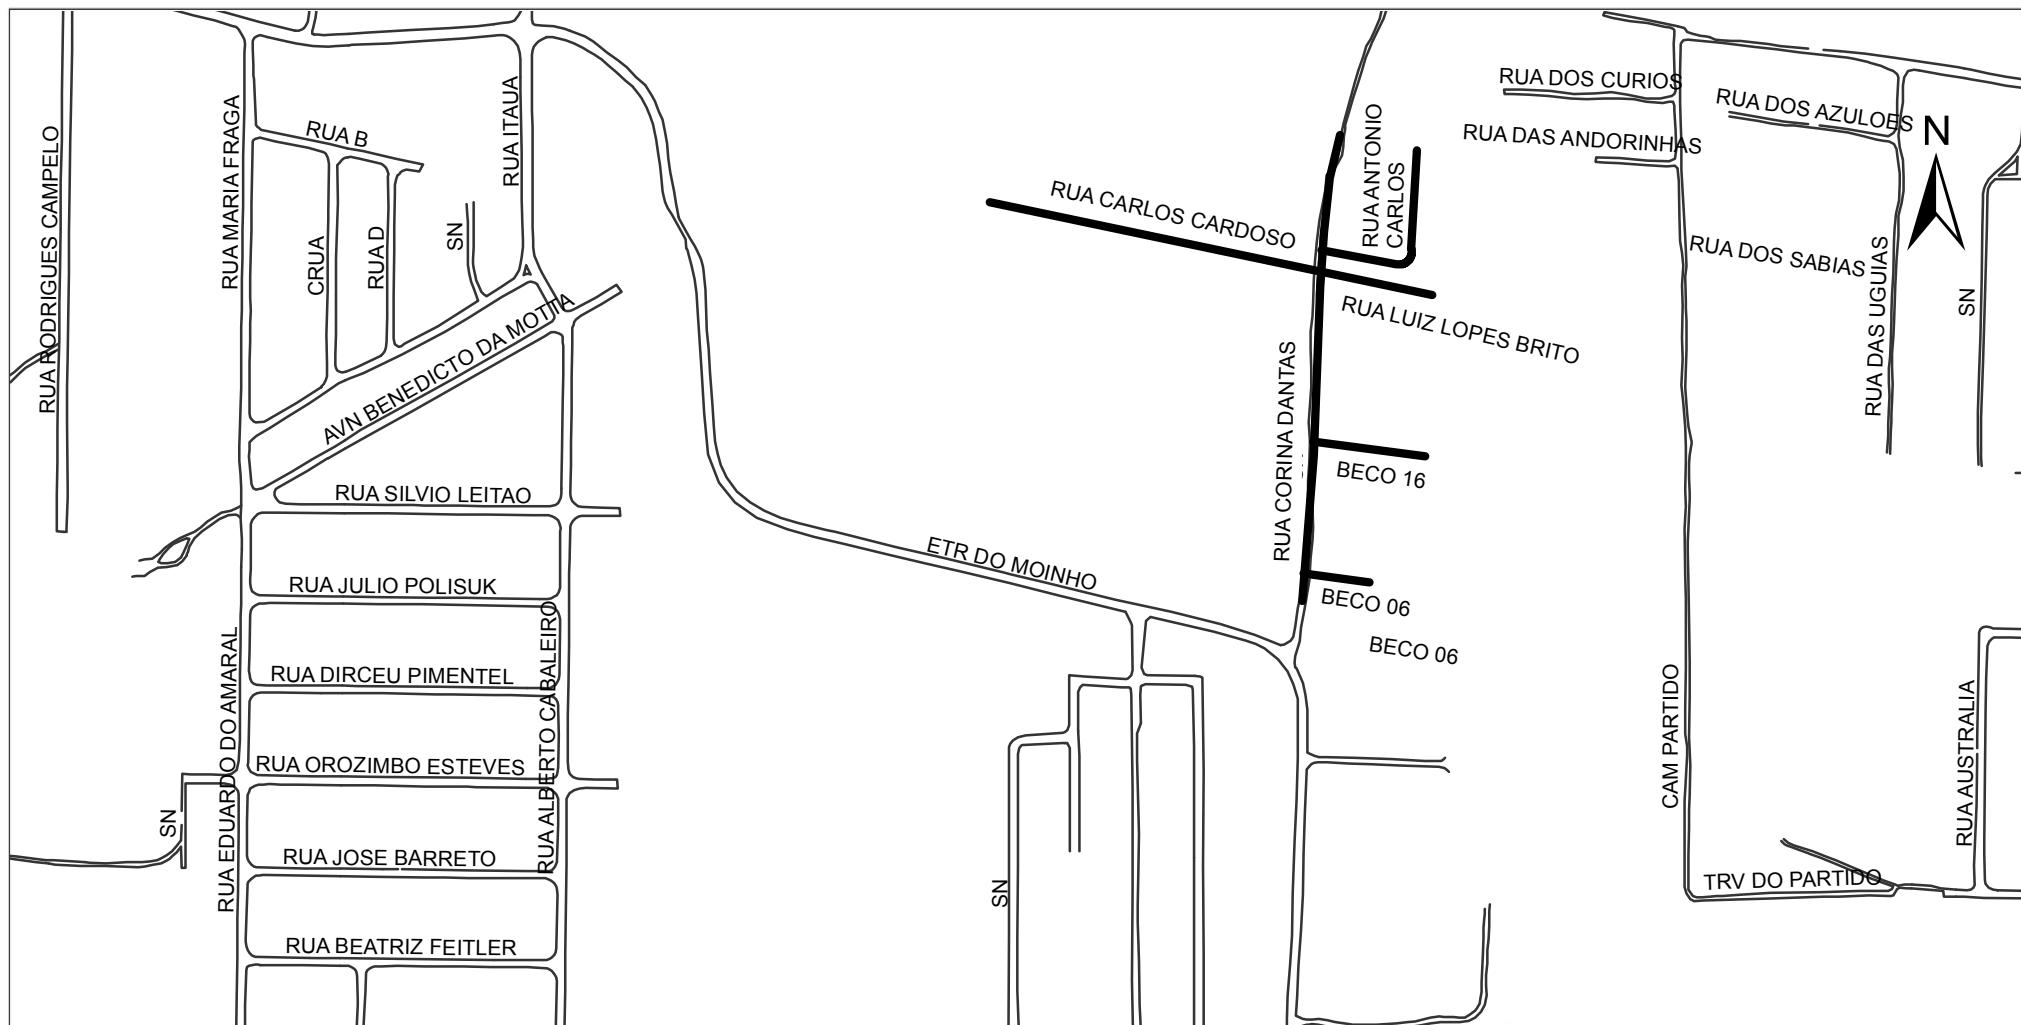 RUA DOS CURIOS
RUA DOS AZULOES
N
RUA DAS ANDORINHAS
RUA B
RUA ITAUA
RUA MARIA FRAGA
RUA RODRIGUES CAMPELO
CRUA
RUA D
SN
RUA CARLOS CARDOSO
RUA ANTONIO
CARLOS
RUA DOS SABIAS
RUA DAS UGUIAS
SN
RUA LUIZ LOPES BRITO
AVN BENEDICTO DA MOTTA
RUA CORINA DANTAS
BECO 16
RUA SILVIO LEITAO
ETR DO MOINHO
RUA JULIO POLISUK
BECO 06
BECO 06
RUA DIRCEU PIMENTEL
RUA EDUARDO DO AMARAL
RUA ALBERTO CABALEIRO
CAM PARTIDO
RUA AUSTRALIA
RUA OROZIMBO ESTEVES
SN
RUA JOSE BARRETO
SN
TRV DO PARTIDO
RUA BEATRIZ FEITLER